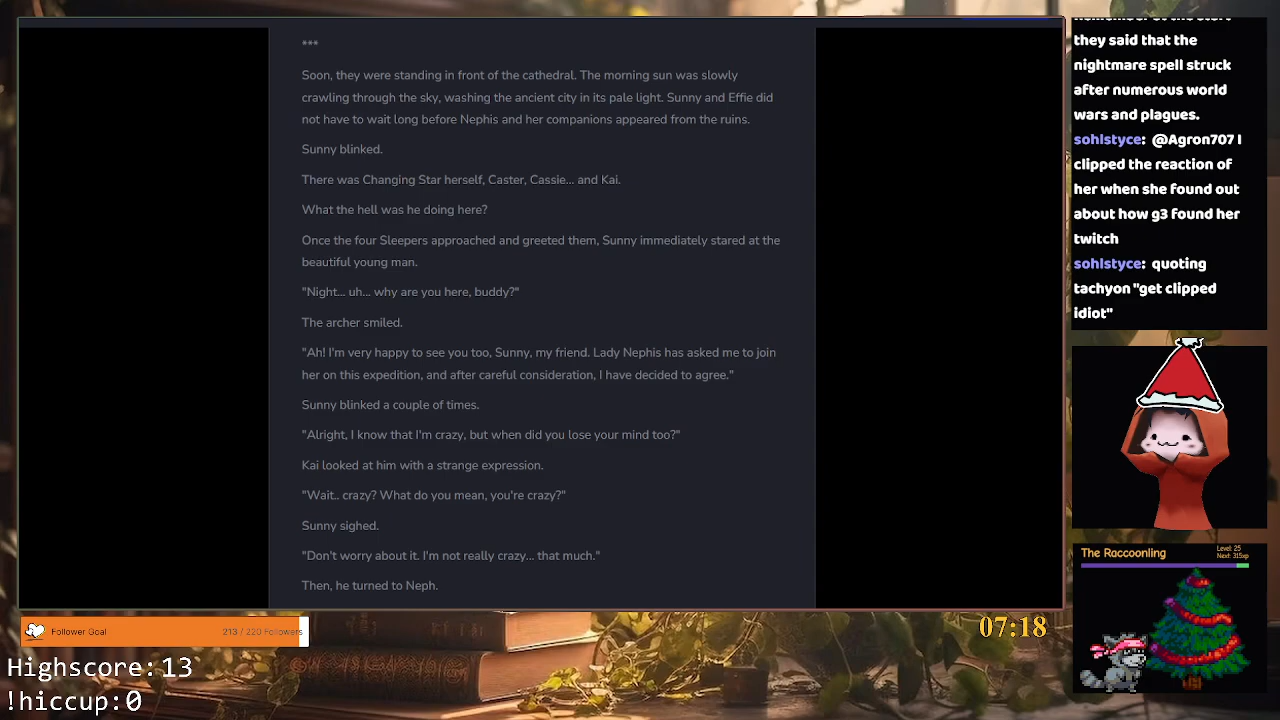 ***
Soon, they were standing in front of the cathedral. The morning sun was slowly
crawling through the sky, washing the ancient city in its pale light. Sunny and Effie did
not have to wait long before Nephis and her companions appeared from the ruins.
Sunny blinked.
There was Changing Star herself, Caster, Cassie... and Kai.
What the hell was he doing here?
Once the four Sleepers approached and greeted them, Sunny immediately stared at the
beautiful young man.
"Night... uh... why are you here, buddy?"
The archer smiled.
"Ah! I'm very happy to see you too, Sunny, my friend. Lady Nephis has asked me to join
her on this expedition, and after careful consideration, I have decided to agree."
Sunny blinked a couple of times.
"Alright, I know that I'm crazy, but when did you lose your mind too?"
Kai looked at him with a strange expression.
"Wait.. crazy? What do you mean, you're crazy?"
Sunny sighed.
"Don't worry about it. I'm not really crazy... that much."
Then, he turned to Neph.
they said that the
nightmare spell struck
after numerous world
wars and plagues.
sohlstyce: @Agron707 I
clipped the reaction of
her when she found out
about how g3 found her
twitch
sohlstyce: quoting
tachyon "get clipped
idiot"
The Raccoonling
Level: 25
Next: 315xp
Follower Goal
213 / 220 Followers
07:18
Highscore:13
!hiccup:0